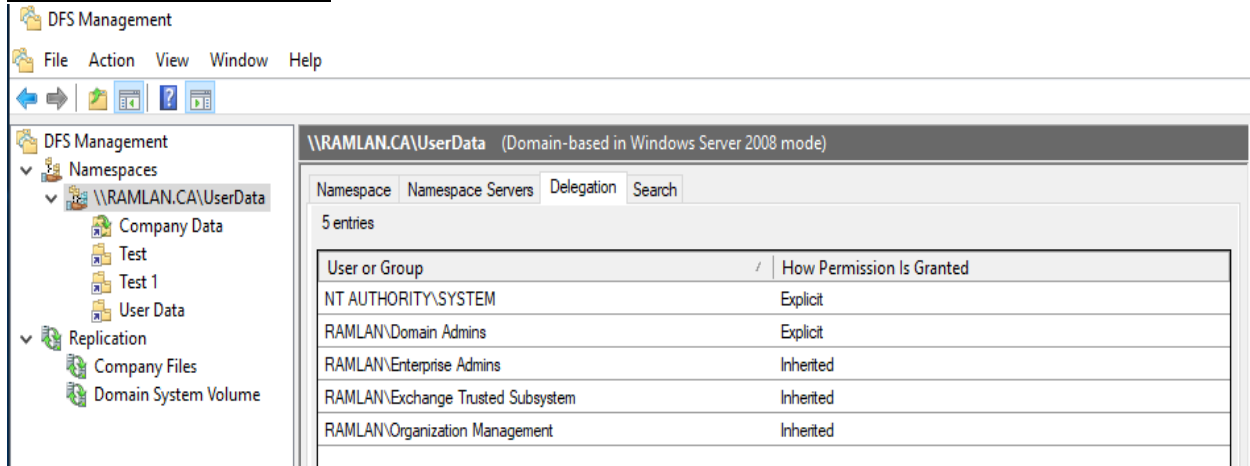 DFS Management
File Action View Window Help
DFS Management
Namespaces
\\RAMLAN.CA\UserData
Company Data
Test
Test 1
User Data
Replication
Company Files
Domain System Volume
\\RAMLAN.CA\UserData (Domain-based in Windows Server 2008 mode)
Namespace Namespace Servers Delegation Search
5 entries
User or Group / How Permission Is Granted
NT AUTHORITY\SYSTEM Explicit
RAMLAN\Domain Admins Explicit
RAMLAN\Enterprise Admins Inherited
RAMLAN\Exchange Trusted Subsystem Inherited
RAMLAN\Organization Management Inherited